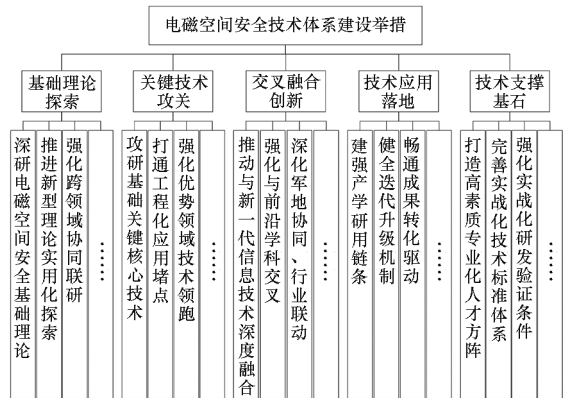 电磁空间安全技术体系建设举措
基础理论
探索
关键技术
攻关
交叉融合
创新
技术应用
落地
技术支撑
基石
深研电磁空间安全基础理论
推进新型理论实用化探索
强化跨领域协同联研
……
攻研基础关键核心技术
打通工程化应用堵点
强化优势领域技术领跑
……
推动与新一代信息技术深度融合
强化与前沿学科交叉
深化军地协同、行业联动
……
建强产学研用链条
健全迭代升级机制
畅通成果转化驱动
……
打造高素质专业化人才方阵
完善实战化技术标准体系
强化实战化研发验证条件
……